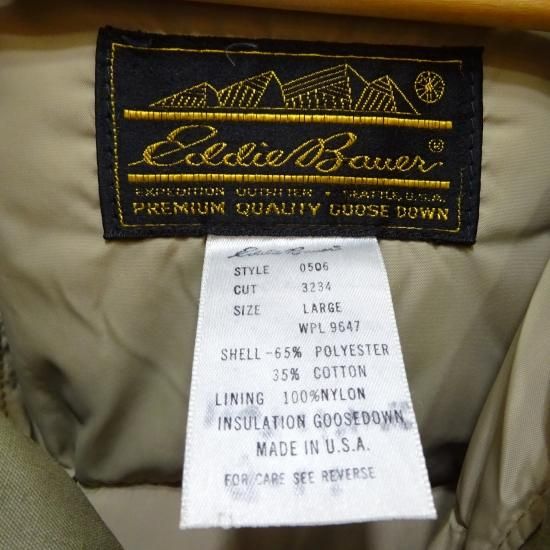 Eddie Bauer®
EXPEDITION OUTFITTER • SEATTLE, U.S.A.
PREMIUM QUALITY GOOSE DOWN
Eddie Bauer®
STYLE 0506
CUT 3234
SIZE LARGE
WPL 9647
SHELL-65% POLYESTER
35% COTTON
LINING 100%NYLON
INSULATION GOOSEDOWN
MADE IN U.S.A.
FOR CARE SEE REVERSE